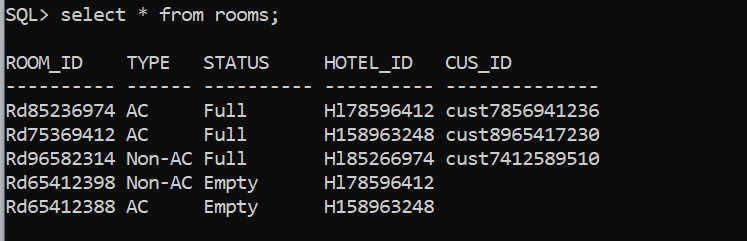 SQL> select * from rooms;
ROOM_ID    TYPE   STATUS     HOTEL_ID   CUS_ID
---------- ------ ---------- ---------- --------------
Rd85236974 AC     Full       Hl78596412 cust7856941236
Rd75369412 AC     Full       H158963248 cust8965417230
Rd96582314 Non-AC Full       Hl85266974 cust7412589510
Rd65412398 Non-AC Empty      Hl78596412
Rd65412388 AC     Empty      H158963248